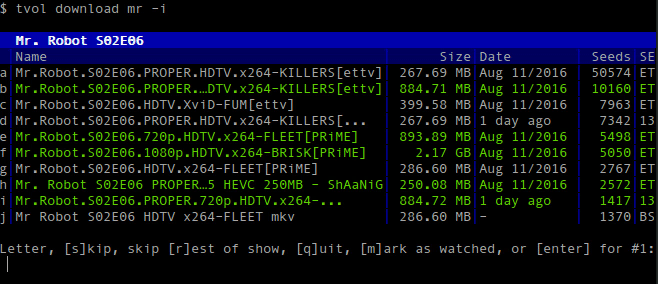 $ tvol download mr -i
Mr. Robot S02E06
Name Size Date Seeds SE
a Mr.Robot.S02E06.PROPER.HDTV.x264-KILLERS[ettv] 267.69 MB Aug 11/2016 50574 ET
b Mr.Robot.S02E06.PROPER.…DTV.x264-KILLERS[ettv] 884.71 MB Aug 11/2016 10160 ET
c Mr.Robot.S02E06.HDTV.XviD-FUM[ettv] 399.58 MB Aug 11/2016 7963 ET
d Mr.Robot.S02E06.PROPER.HDTV.x264-KILLERS[... 267.69 MB 1 day ago 7342 13
e Mr.Robot.S02E06.720p.HDTV.x264-FLEET[PRiME] 893.89 MB Aug 11/2016 5498 ET
f Mr.Robot.S02E06.1080p.HDTV.x264-BRISK[PRiME] 2.17 GB Aug 11/2016 5050 ET
g Mr.Robot.S02E06.HDTV.x264-FLEET[PRiME] 286.60 MB Aug 11/2016 2767 ET
h Mr. Robot S02E06 PROPER…5 HEVC 250MB - ShAaNiG 250.08 MB Aug 11/2016 2572 ET
i Mr.Robot.S02E06.PROPER.720p.HDTV.x264-... 884.72 MB 1 day ago 1417 13
j Mr Robot S02E06 HDTV x264-FLEET mkv 286.60 MB - 1370 BS
Letter, [s]kip, skip [r]est of show, [q]uit, [m]ark as watched, or [enter] for #1: